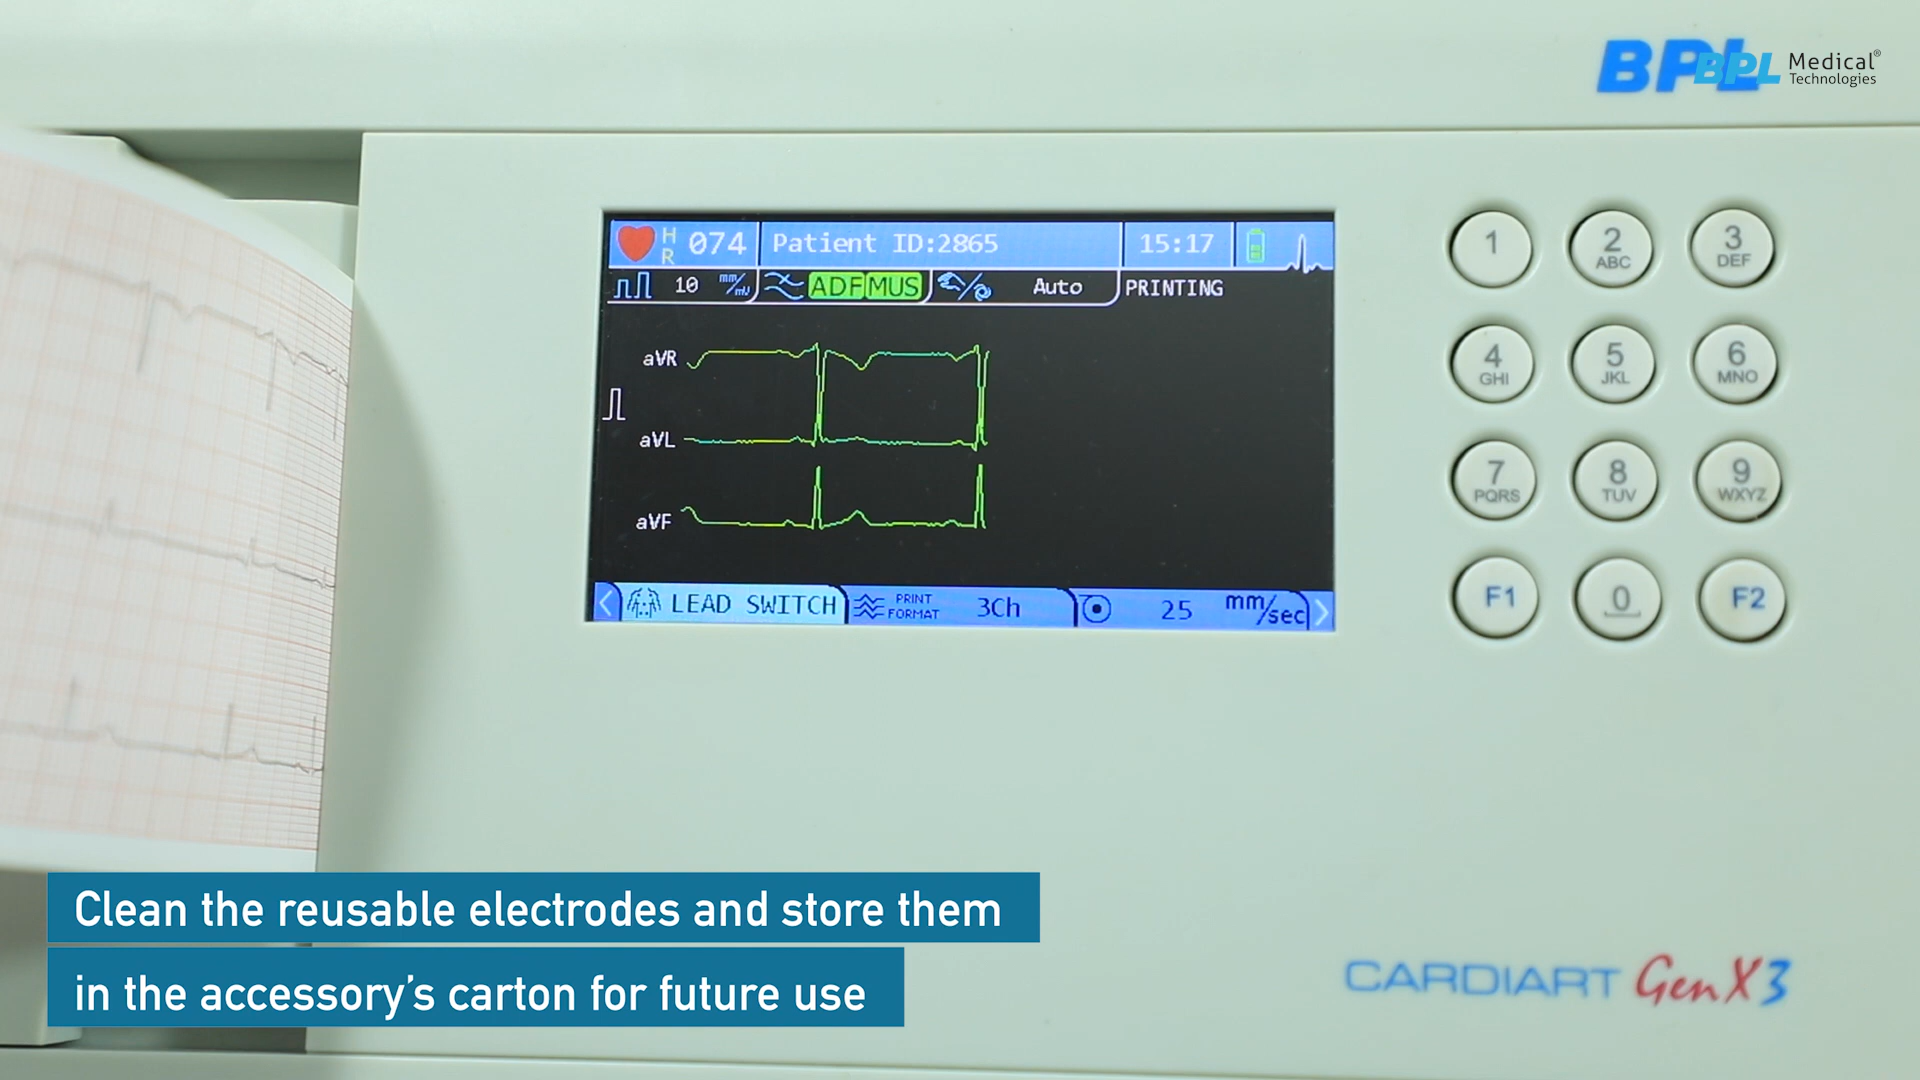 BPL
BPL Medical®
Technologies
HR 074 Patient ID:2865 15:17
10 mm/mV ADF MUS Auto PRINTING
aVR
aVL
aVF
LEAD SWITCH PRINT FORMAT 3Ch 25 mm/sec
1 2 ABC 3 DEF
4 GHI 5 JKL 6 MNO
7 PQRS 8 TUV 9 WXYZ
F1 0 F2
Clean the reusable electrodes and store them
in the accessory’s carton for future use
CARDIART GenX3